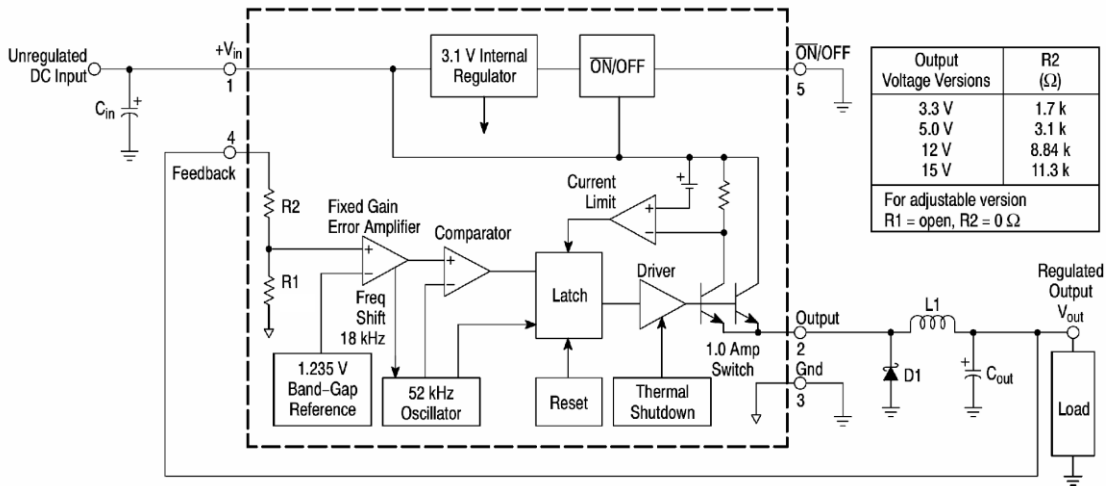 Unregulated
DC Input
+Vin
1
Cin
+
4
Feedback
3.1 V Internal
Regulator
ON/OFF
ON/OFF
5
R2
R1
Fixed Gain
Error Amplifier
+
−
Freq
Shift
18 kHz
Comparator
+
−
Current
Limit
+
−
+
Latch
Driver
1.235 V
Band–Gap
Reference
52 kHz
Oscillator
Reset
Thermal
Shutdown
1.0 Amp
Switch
Output
2
Gnd
3
D1
L1
+
Cout
Regulated
Output
Vout
Load
Output
Voltage Versions
R2
(Ω)
3.3 V 1.7 k
5.0 V 3.1 k
12 V 8.84 k
15 V 11.3 k
For adjustable version
R1 = open, R2 = 0 Ω